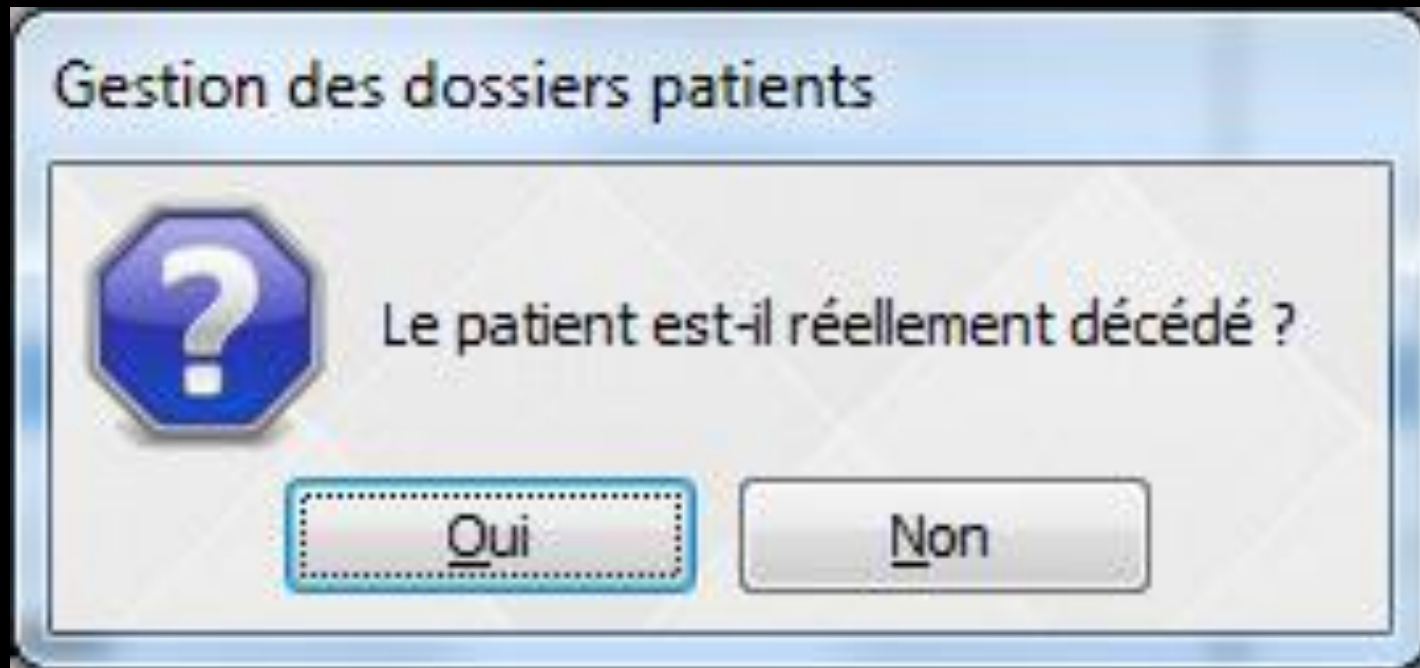 Gestion des dossiers patients
Le patient est-il réellement décédé ?
Oui
Non